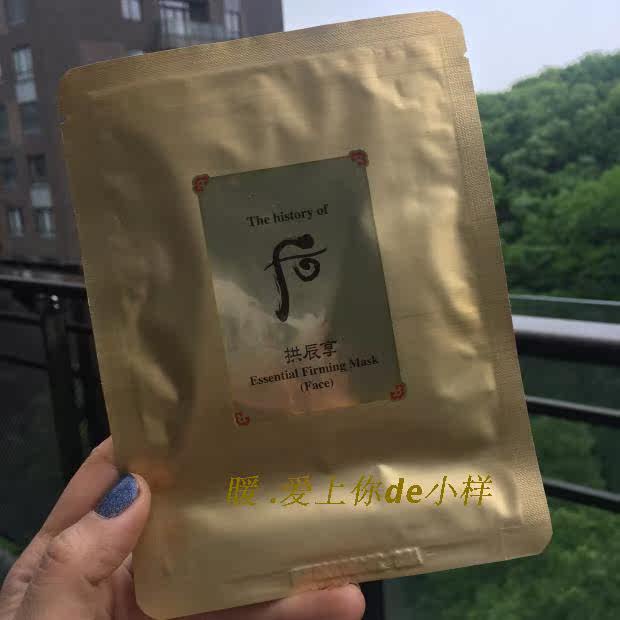 The history of
后
拱辰享
Essential Firming Mask
(Face)
暖.爱上你de小样